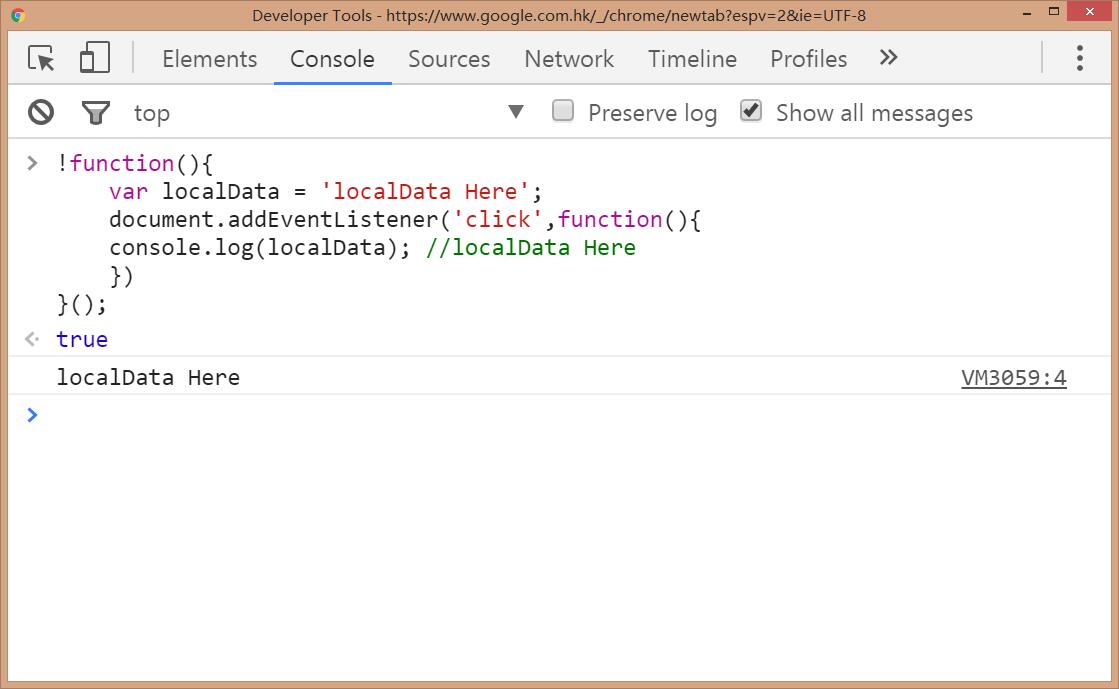 Developer Tools - https://www.google.com.hk/_/chrome/newtab?espv=2&ie=UTF-8
Elements Console Sources Network Timeline Profiles »
top ▼ Preserve log Show all messages
> !function(){
var localData = 'localData Here';
document.addEventListener('click',function(){
console.log(localData); //localData Here
})
}();
true
localData Here VM3059:4
>